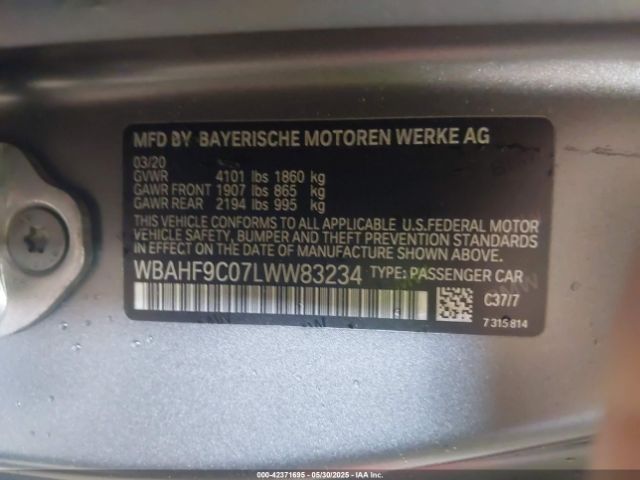 MFD BY BAYERISCHE MOTOREN WERKE AG
03/20
GVWR 4101 lbs 1860 kg
GAWR FRONT 1907 lbs 865 kg
GAWR REAR 2194 lbs 995 kg
THIS VEHICLE CONFORMS TO ALL APPLICABLE U.S.FEDERAL MOTOR
VEHICLE SAFETY, BUMPER AND THEFT PREVENTION STANDARDS
IN EFFECT ON THE DATE OF MANUFACTURE SHOWN ABOVE.
WBAHF9C07LWW83234 TYPE: PASSENGER CAR
C37/7
7 315 814
000-42371695 - 05/30/2025 - IAA, Inc.